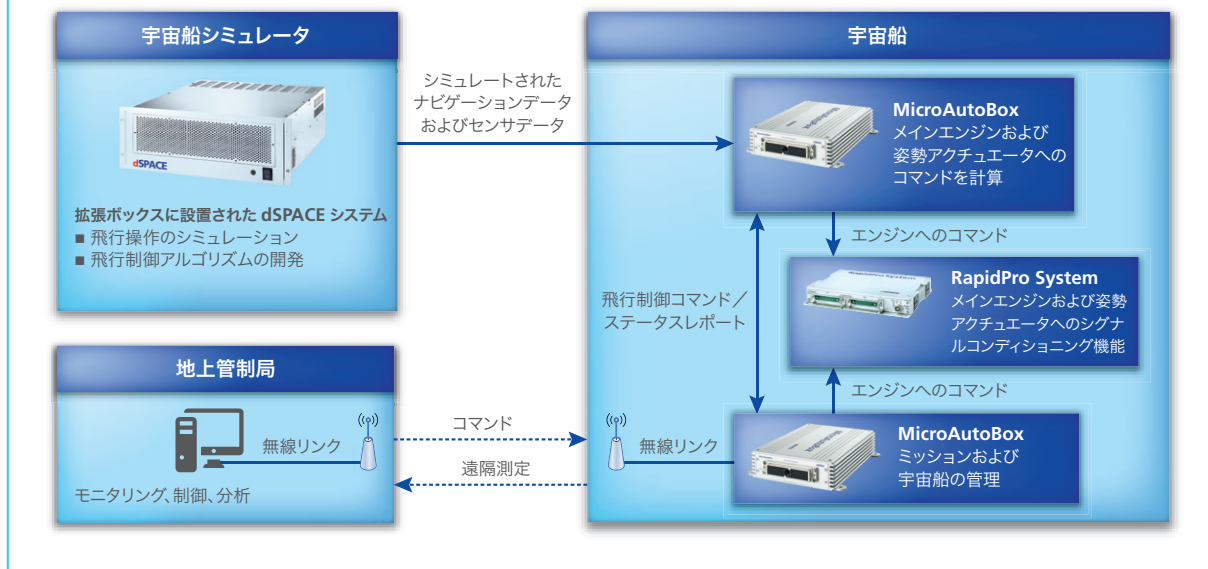 宇宙船シミュレータ
dSPACE
拡張ボックスに設置された dSPACE システム
■ 飛行操作のシミュレーション
■ 飛行制御アルゴリズムの開発
シミュレートされた
ナビゲーションデータ
およびセンサデータ
宇宙船
MicroAutoBox
メインエンジンおよび
姿勢アクチュエータへの
コマンドを計算
エンジンへのコマンド
RapidPro System
RapidPro System
メインエンジンおよび姿勢
アクチュエータへのシグナ
ルコンディショニング機能
飛行制御コマンド／
ステータスレポート
エンジンへのコマンド
MicroAutoBox
ミッションおよび
宇宙船の管理
無線リンク
地上管制局
無線リンク
モニタリング、制御、分析
コマンド
遠隔測定